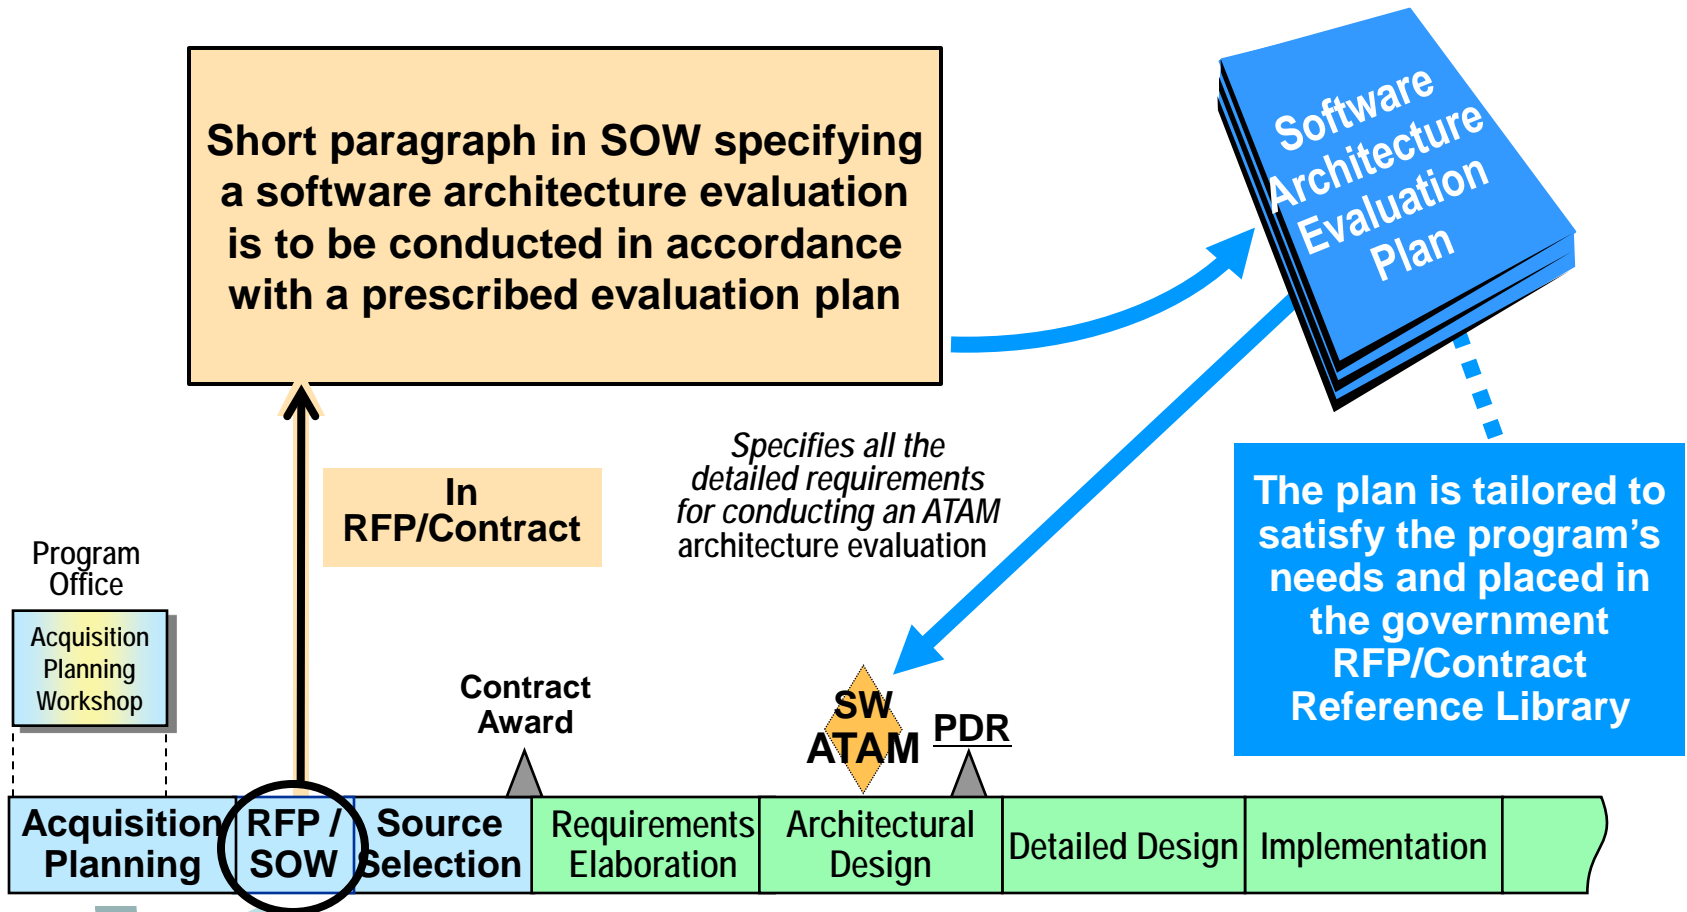 Short paragraph in SOW specifying
a software architecture evaluation
is to be conducted in accordance
with a prescribed evaluation plan
Software
Architecture
Evaluation
Plan
In
RFP/Contract
Specifies all the
detailed requirements
for conducting an ATAM
architecture evaluation
The plan is tailored to
satisfy the program’s
needs and placed in
the government
RFP/Contract
Reference Library
Program
Office
Acquisition
Planning
Workshop
Contract
Award
SW
ATAM
PDR
Acquisition
Planning
RFP /
SOW
Source
Selection
Requirements
Elaboration
Architectural
Design
Detailed Design
Implementation